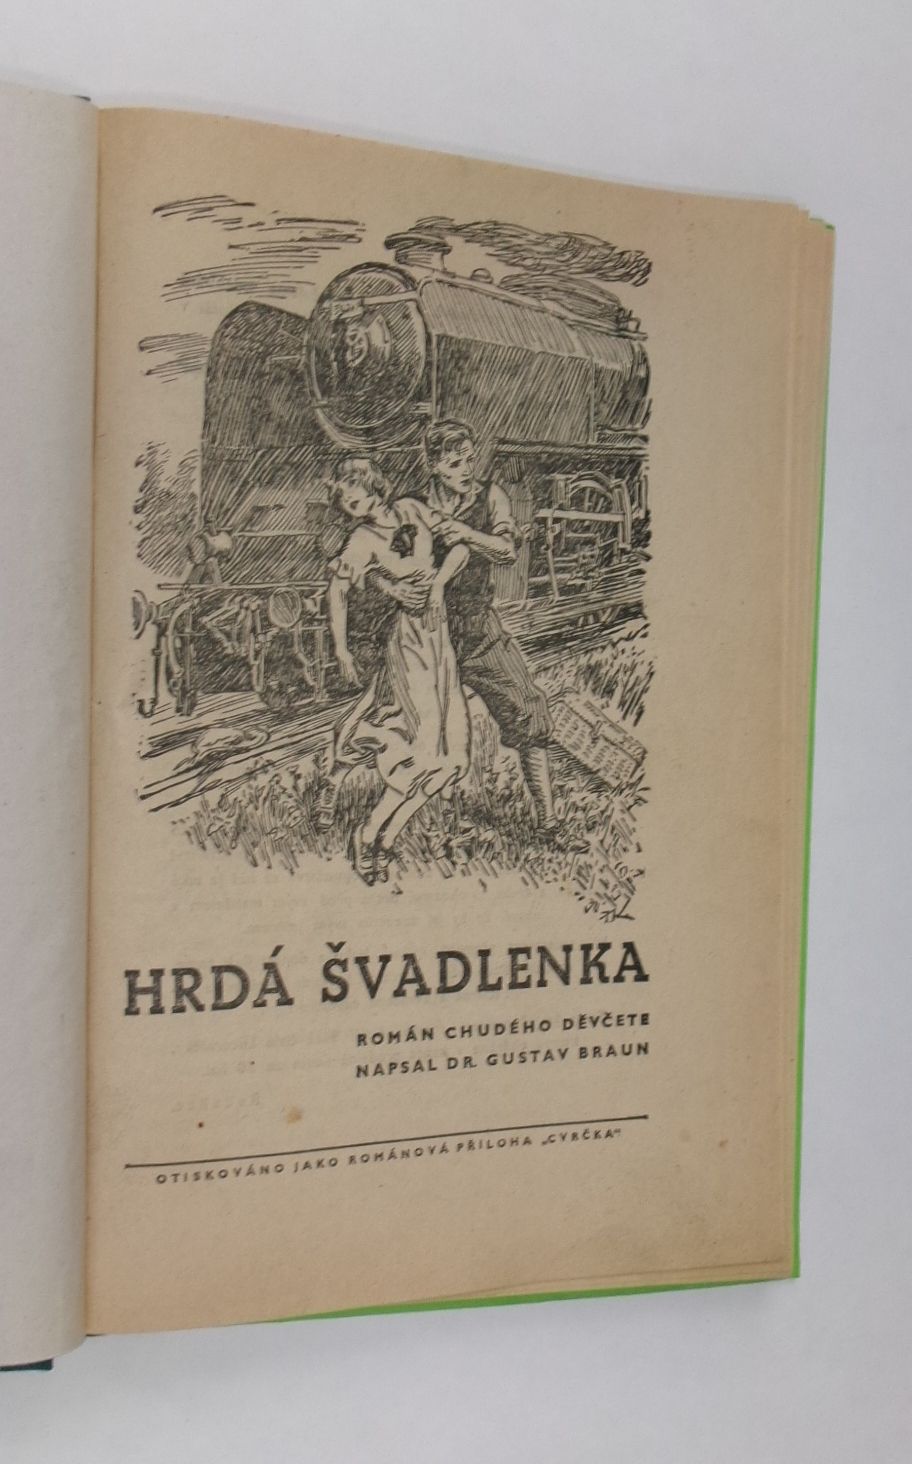 HRDÁ ŠVADLENKA
ROMÁN CHUDÉHO DĚVČETE
NAPSAL DR. GUSTAV BRAUN
OTISKOVÁNO JAKO ROMÁNOVÁ PŘÍLOHA „CVRČKA“